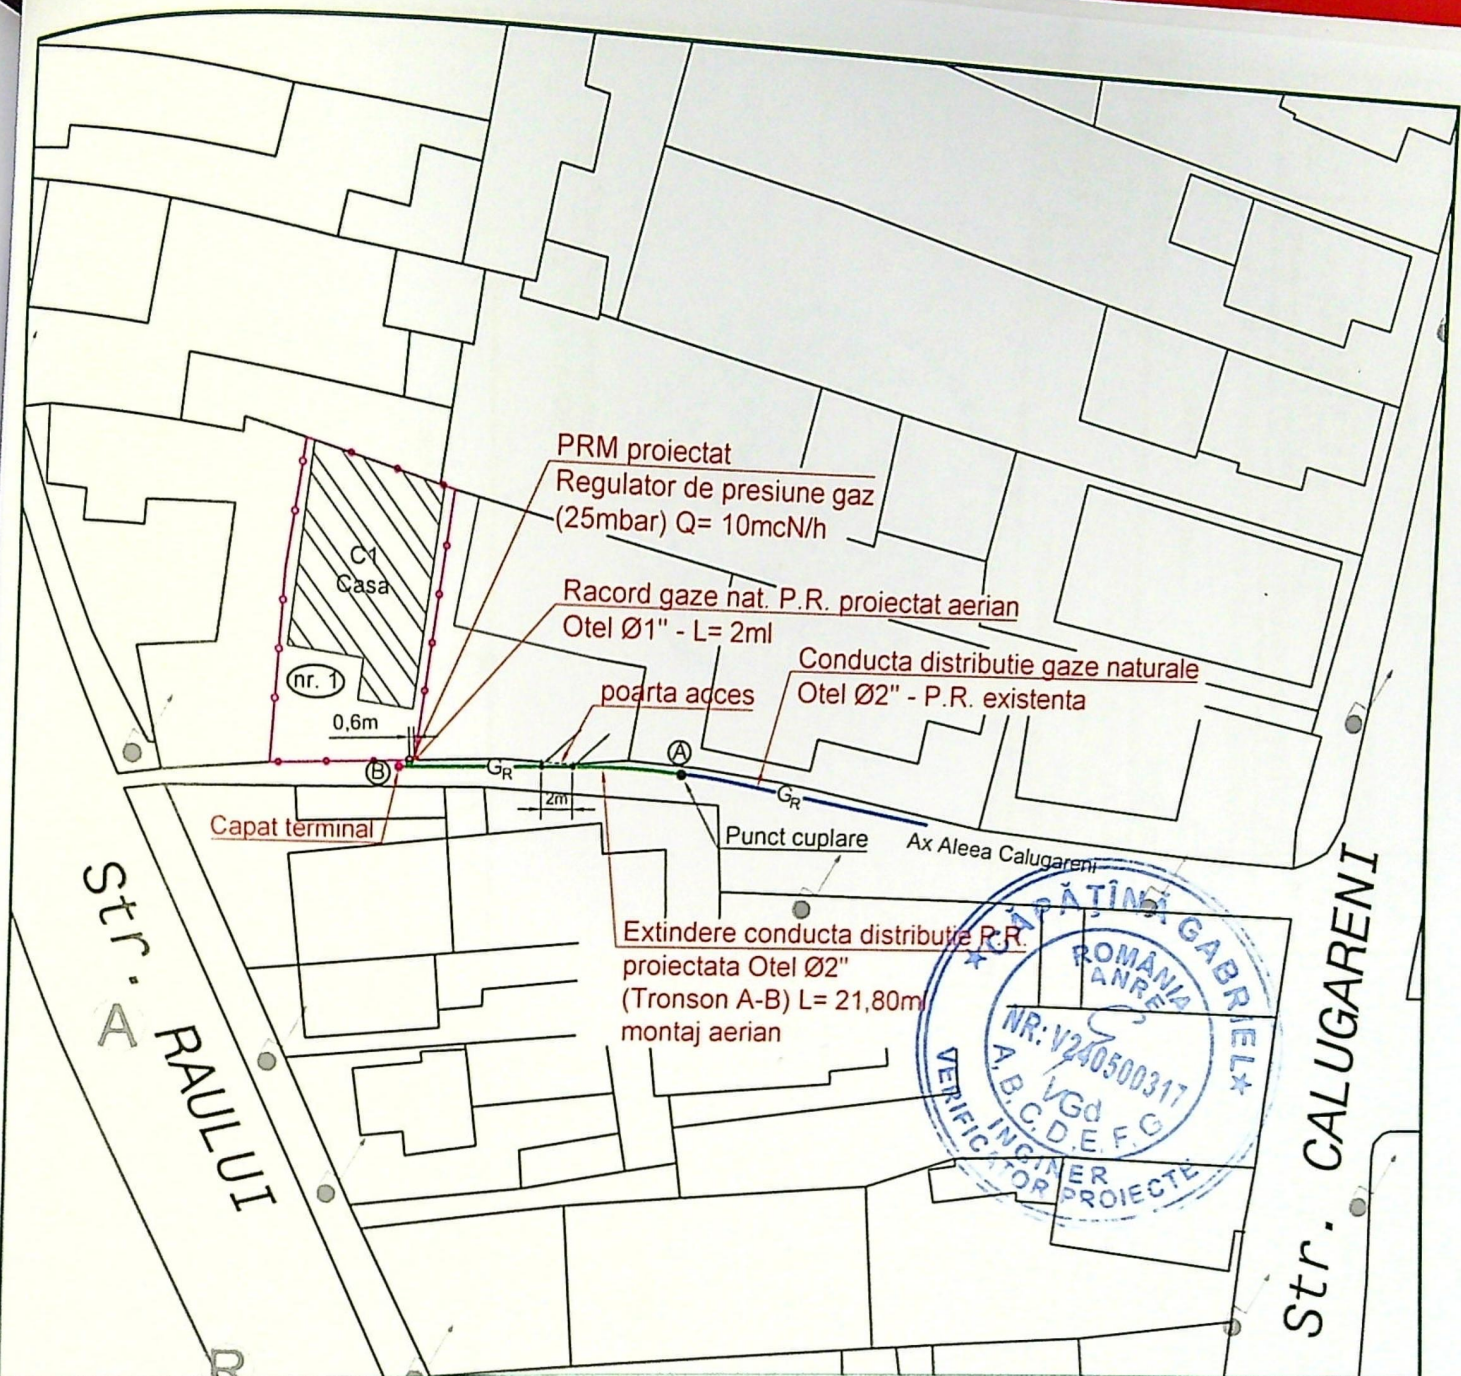 PRM proiectat
Regulator de presiune gaz
(25mbar) Q= 10mcN/h
C1
Casa
Racord gaze nat. P.R. proiectat aerian
Otel Ø1" - L= 2ml
Conducta distributie gaze naturale
Otel Ø2" - P.R. existenta
nr. 1
poarta acces
0,6m
A
B
GR
GR
2m
Capat terminal
Punct cuplare
Ax Aleea Calugareni
Extindere conducta distributie P.R.
proiectata Otel Ø2"
(Tronson A-B) L= 21,80ml
montaj aerian
Str. RAULUI
A
R
Str. CALUGARENI
★ CĂPĂȚÎNĂ GABRIEL ★
ROMÂNIA
ANRE
NR: V240500317
VGd
A, B, C, D, E, F, G
INGINER
VERIFICATOR PROIECTE